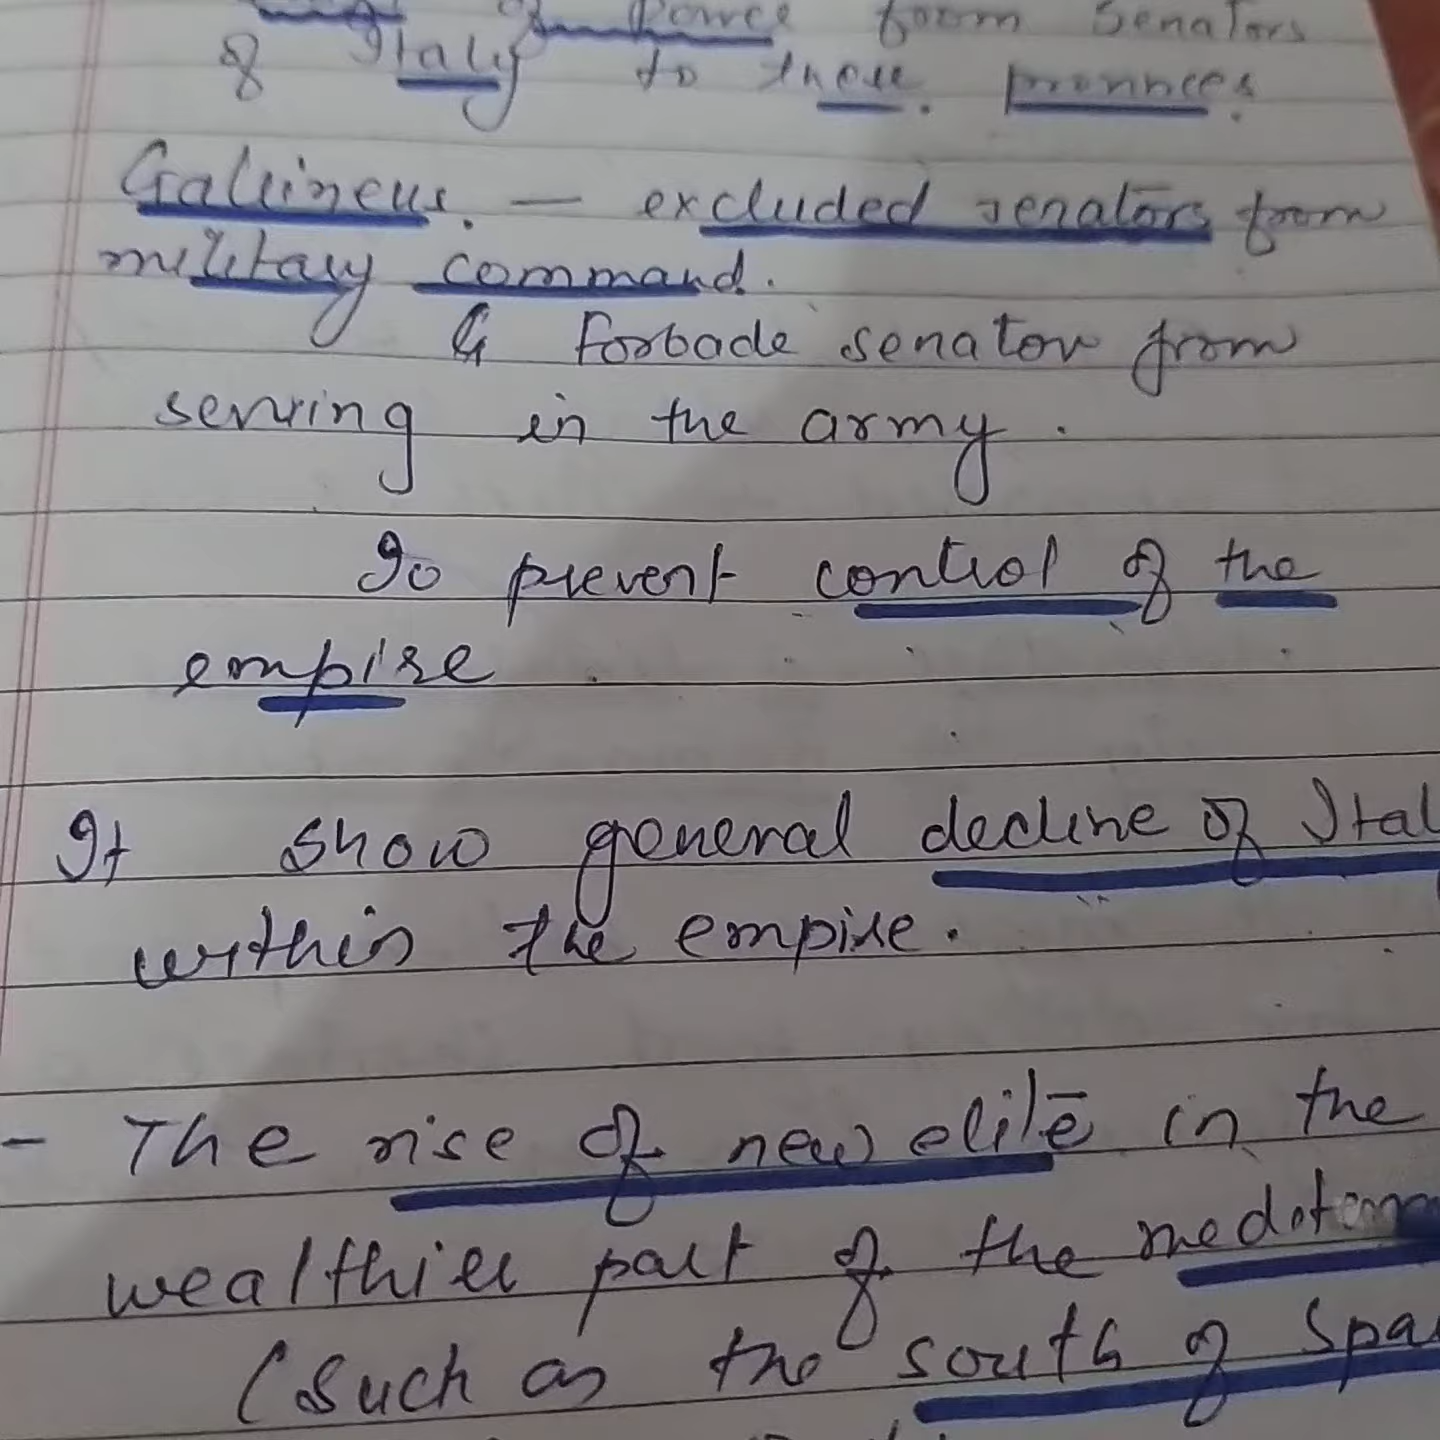 Power from Senators
of Italy to these. provinces.
Gallineus. — excluded senators from
military command.
↳ Forbade senator from
serving in the army.
To prevent control of the
empire.
It show general decline of Ital
within the empire.
- The rise of new elite in the
wealthier part of the mediterr
(Such as the south of Spa